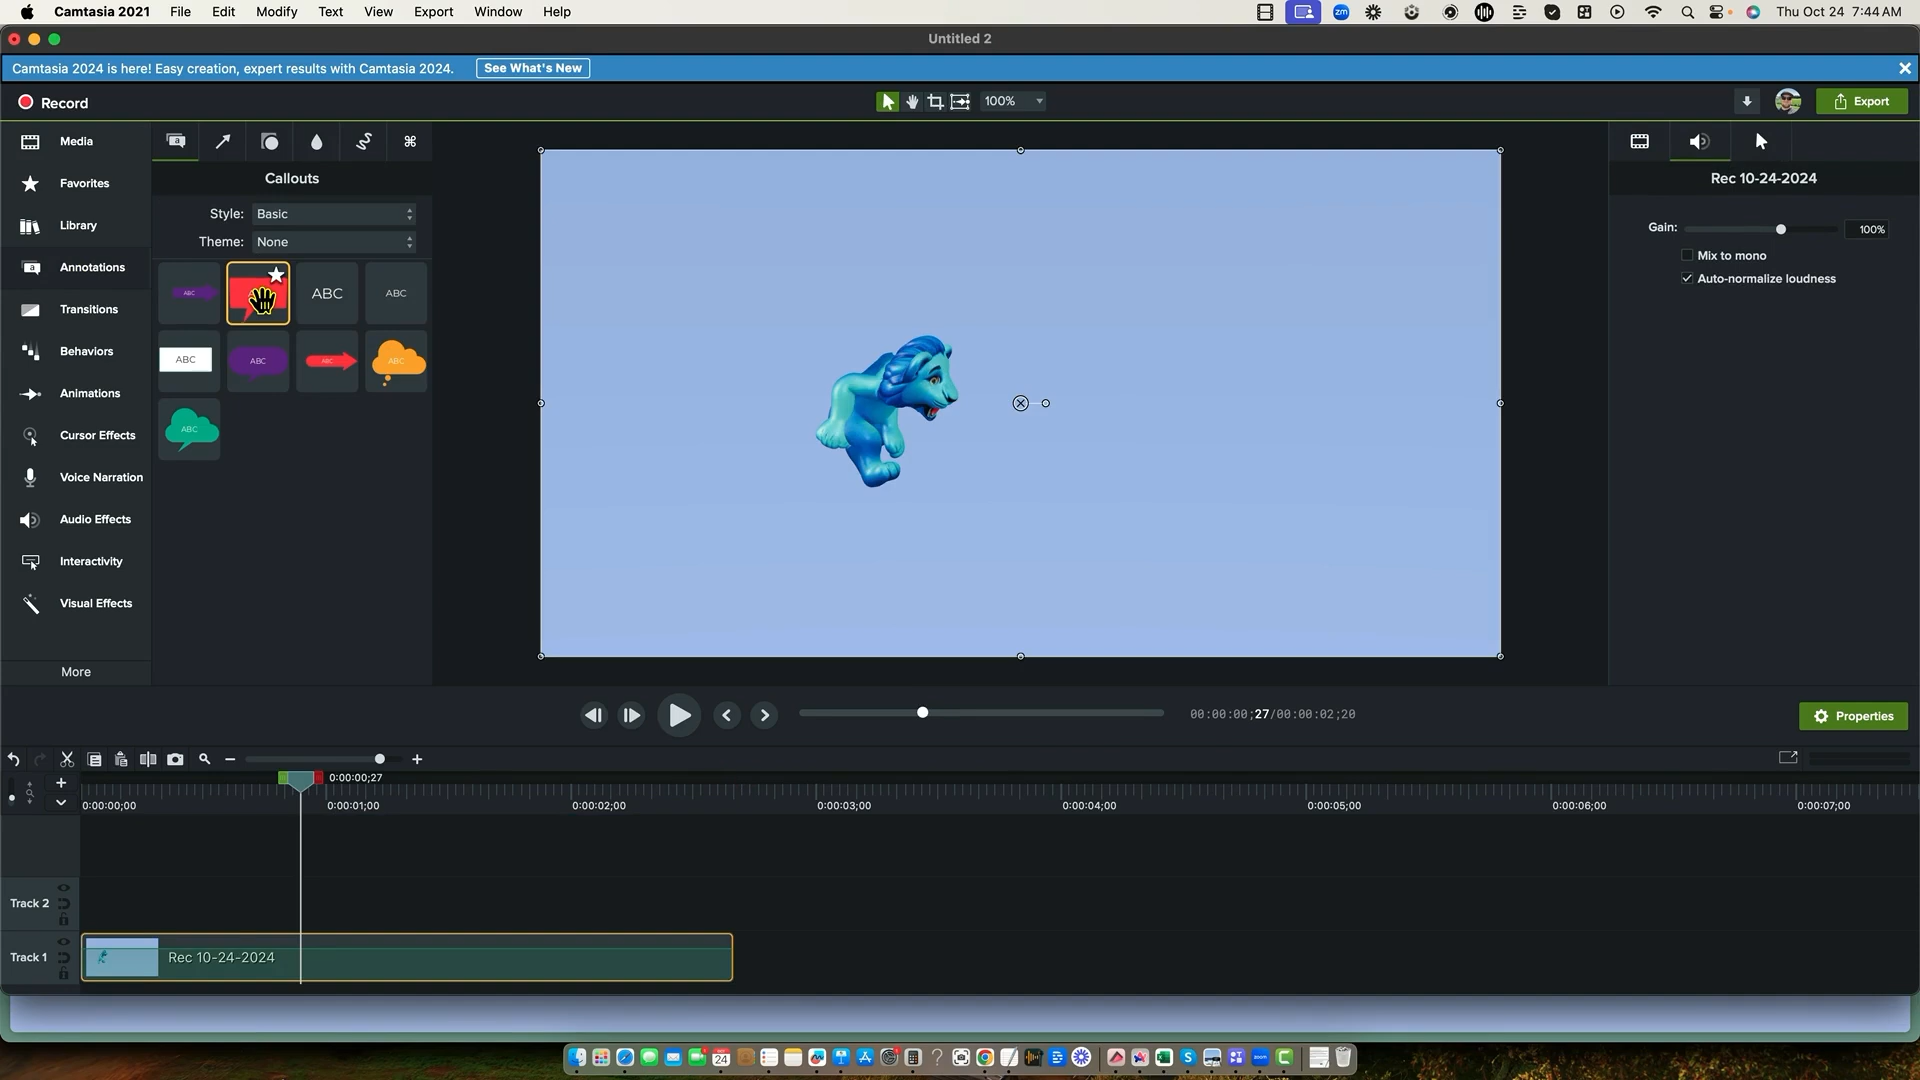 Camtasia 2021 File Edit Modify Text View Export Window Help Thu Oct 24 7:44 AM
Untitled 2
Camtasia 2024 is here! Easy creation, expert results with Camtasia 2024. See What's New
Record 100% Export
Media
Favorites
Library
Annotations
Transitions
Behaviors
Animations
Cursor Effects
Voice Narration
Audio Effects
Interactivity
Visual Effects
More
Callouts
Style: Basic
Theme: None
ABC ABC ABC
ABC ABC ABC ABC
ABC
Rec 10-24-2024
Gain: 100%
Mix to mono
Auto-normalize loudness
00:00:00;27/00:00:02;20
Properties
0:00:00;27
0:00:00;00 0:00:01;00 0:00:02;00 0:00:03;00 0:00:04;00 0:00:05;00 0:00:06;00 0:00:07;00
Track 2
Track 1 Rec 10-24-2024